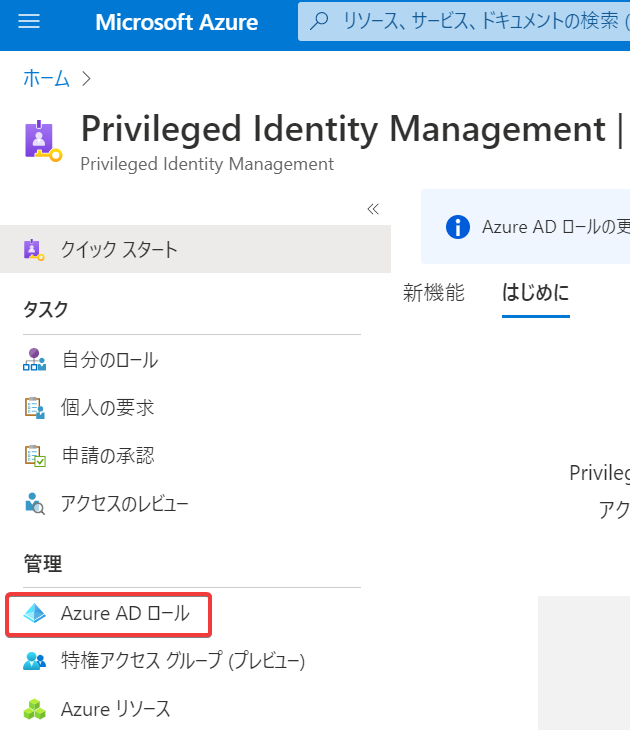 Microsoft Azure
リソース、サービス、ドキュメントの検索 (
ホーム
Privileged Identity Management |
Privileged Identity Management
クイック スタート
タスク
自分のロール
個人の要求
申請の承認
アクセスのレビュー
管理
Azure AD ロール
特権アクセス グループ (プレビュー)
Azure リソース
Azure AD ロールの更
新機能
はじめに
Privileg
アク